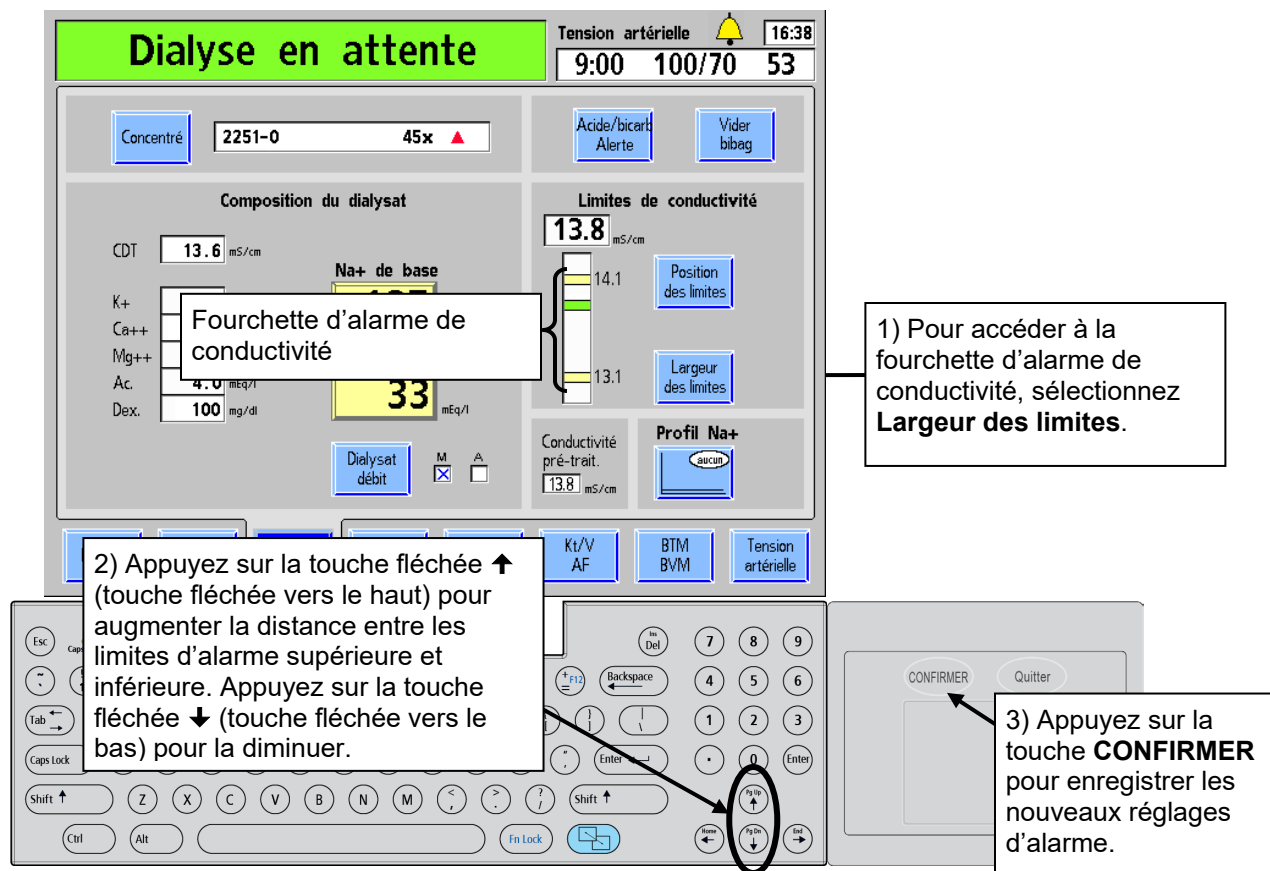 Dialyse en attente
Tension artérielle 16:38
9:00 100/70 53
Concentré 2251-0 45x
Acide/bicarb
Alerte
Vider
bibag
Composition du dialysat
CDT 13.6 mS/cm
Na+ de base
K+
Ca++
Mg++
Ac. 4.0 mEq/l
Dex. 100 mg/dl
33 mEq/l
Dialysat
débit
M A
Limites de conductivité
13.8 mS/cm
14.1
Position
des limites
13.1
Largeur
des limites
Conductivité
pré-trait.
13.8 mS/cm
Profil Na+
aucun
Fourchette d’alarme de
conductivité
1) Pour accéder à la
fourchette d’alarme de
conductivité, sélectionnez
Largeur des limites.
Kt/V
AF
BTM
BVM
Tension
artérielle
2) Appuyez sur la touche fléchée ↑
(touche fléchée vers le haut) pour
augmenter la distance entre les
limites d’alarme supérieure et
inférieure. Appuyez sur la touche
fléchée ↓ (touche fléchée vers le
bas) pour la diminuer.
Esc Ins Del 7 8 9
+ = F12 Backspace 4 5 6
Tab } ] | \ 1 2 3
Caps Lock " , Enter . 0 Enter
Shift ↑ Z X C V B N M < , > . ? / Shift ↑ Pg Up ↑
Ctrl Alt Fn Lock Home ← Pg Dn ↓ End →
CONFIRMER Quitter
3) Appuyez sur la
touche CONFIRMER
pour enregistrer les
nouveaux réglages
d’alarme.